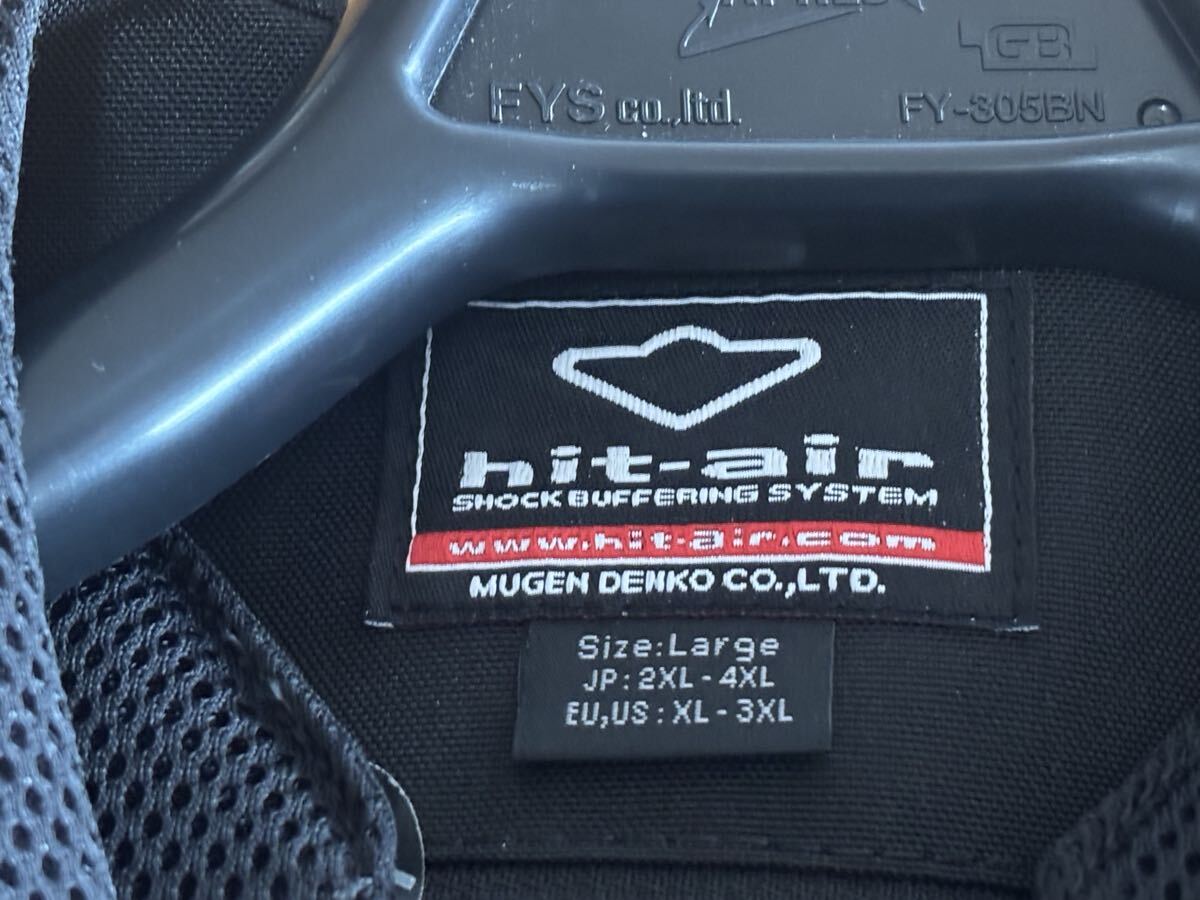 GB
FYS co.,ltd.
FY-305BN
hit-air
SHOCK BUFFERING SYSTEM
www.hit-air.com
MUGEN DENKO CO.,LTD.
Size:Large
JP:2XL-4XL
EU,US:XL-3XL